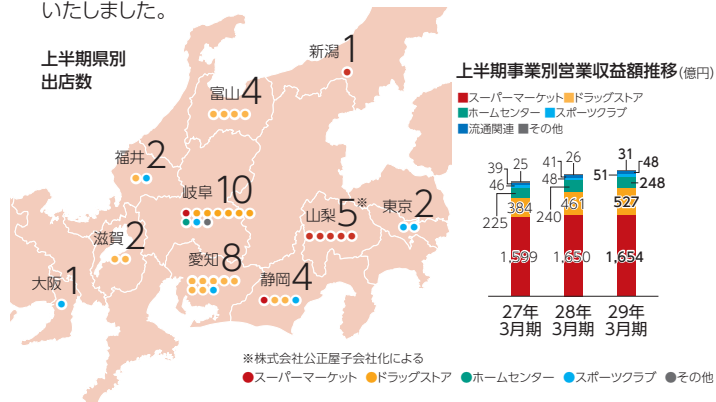 いたしました。
上半期県別
出店数
新潟1
富山4
福井2
岐阜10
山梨5※
東京2
滋賀2
愛知8
静岡4
大阪1
※株式会社公正屋子会社化による
●スーパーマーケット ●ドラッグストア ●ホームセンター ●スポーツクラブ ●その他
上半期事業別営業収益額推移(億円)
■スーパーマーケット ■ドラッグストア
■ホームセンター ■スポーツクラブ
■流通関連 ■その他
25
39
46
384
225
1,599
26
41
48
461
240
1,650
31
48
51
248
527
1,654
27年
3月期
28年
3月期
29年
3月期